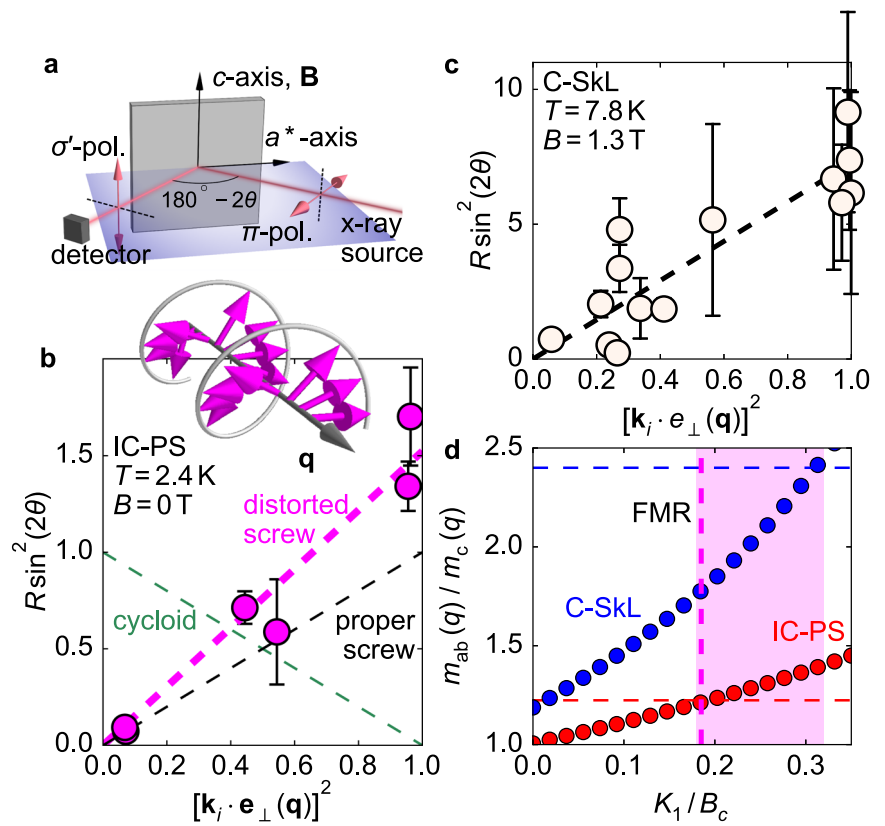 a
c-axis, B
a*-axis
σ′-pol.
180° − 2θ
π-pol.
x-ray
source
detector
b
R sin²(2θ)
2.0
1.5
1.0
0.5
0.0
IC-PS
T = 2.4 K
B = 0 T
q
distorted
screw
cycloid
proper
screw
0.0 0.2 0.4 0.6 0.8 1.0
[k_i · e_⊥(q)]²
c
R sin²(2θ)
10
5
0
C-SkL
T = 7.8 K
B = 1.3 T
0.0 0.2 0.4 0.6 0.8 1.0
[k_i · e_⊥(q)]²
d
m_ab(q) / m_c(q)
2.5
2.0
1.5
1.0
FMR
C-SkL
IC-PS
0.0 0.1 0.2 0.3
K_1 / B_c